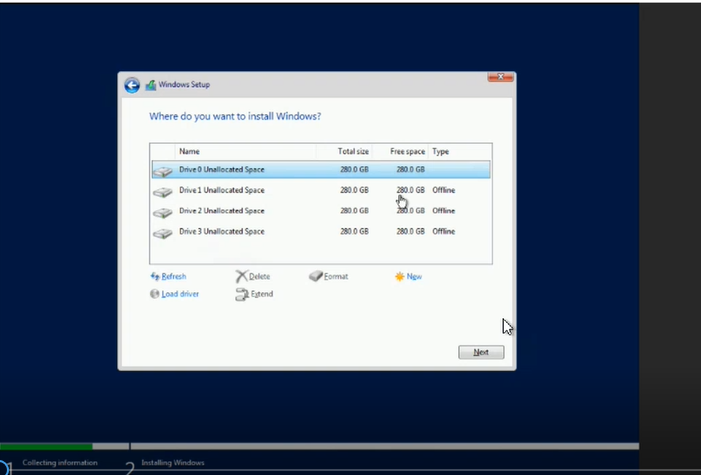 Windows Setup
Where do you want to install Windows?
Name Total size Free space Type
Drive 0 Unallocated Space 280.0 GB 280.0 GB
Drive 1 Unallocated Space 280.0 GB 280.0 GB Offline
Drive 2 Unallocated Space 280.0 GB 280.0 GB Offline
Drive 3 Unallocated Space 280.0 GB 280.0 GB Offline
Refresh Delete Format New
Load driver Extend
Next
1 Collecting information 2 Installing Windows